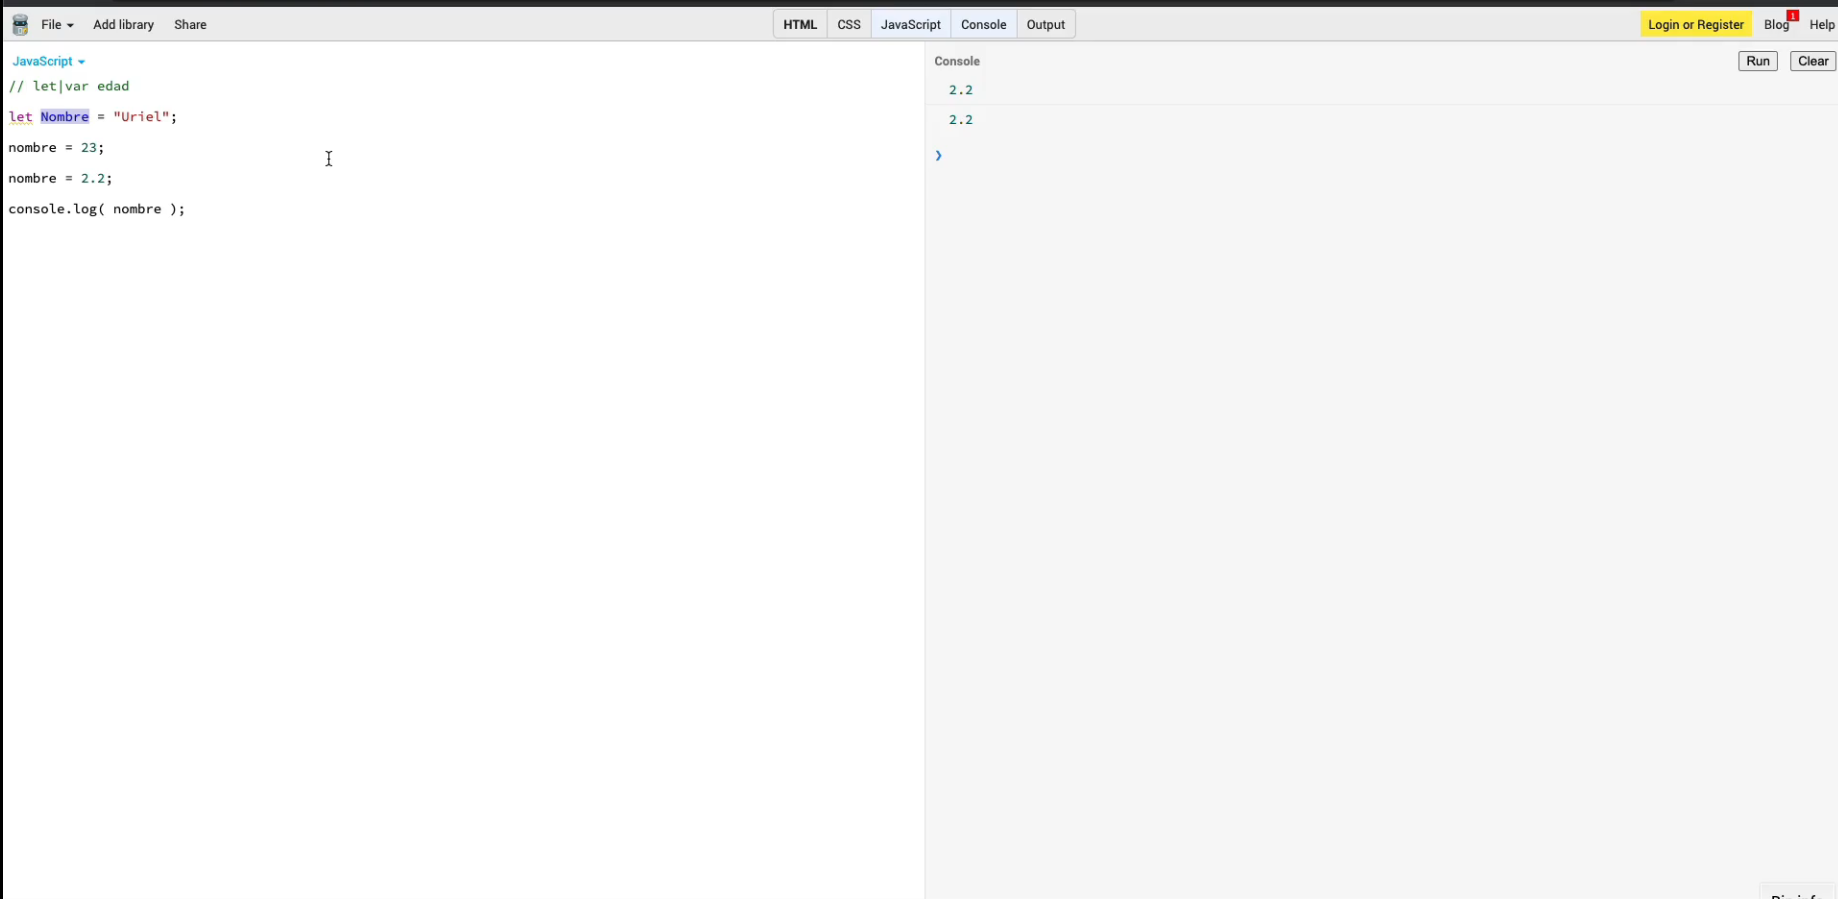 File Add library Share HTML CSS JavaScript Console Output Login or Register Blog 1 Help
JavaScript
// let|var edad
let Nombre = "Uriel";
nombre = 23;
nombre = 2.2;
console.log( nombre );
Console Run Clear
2.2
2.2
❯